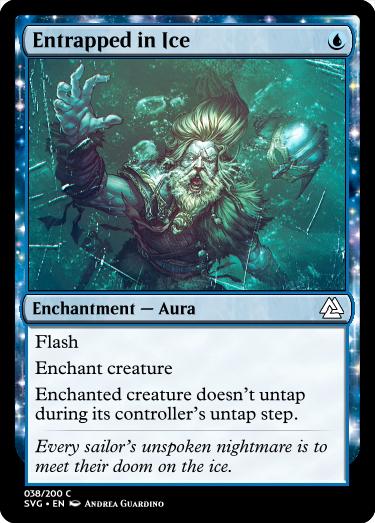 Entrapped in Ice
Enchantment — Aura
Flash
Enchant creature
Enchanted creature doesn't untap
during its controller's untap step.
Every sailor's unspoken nightmare is to
meet their doom on the ice.
038/200 C
SVG • EN Andrea Guardino